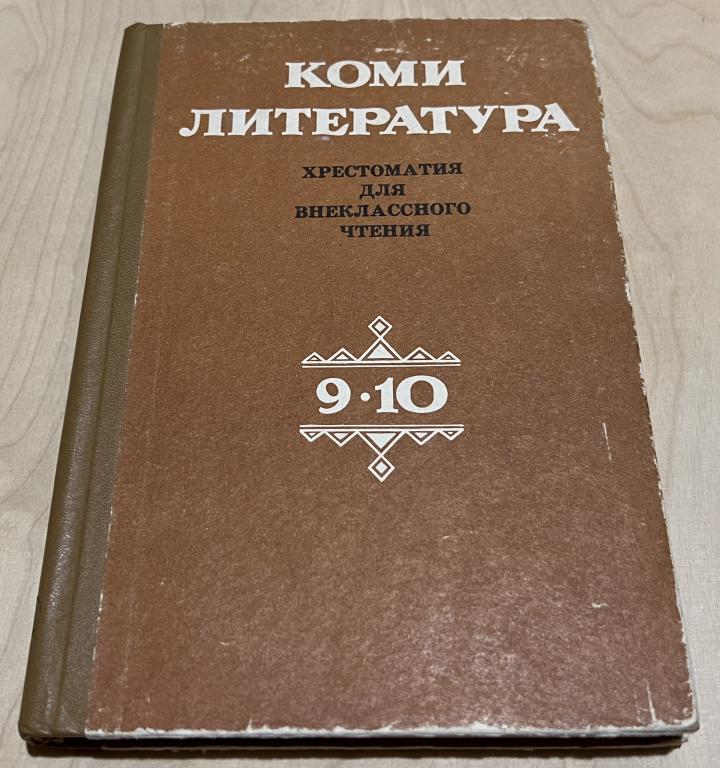 КОМИ
ЛИТЕРАТУРА
ХРЕСТОМАТИЯ
ДЛЯ
ВНЕКЛАССНОГО
ЧТЕНИЯ
9·10